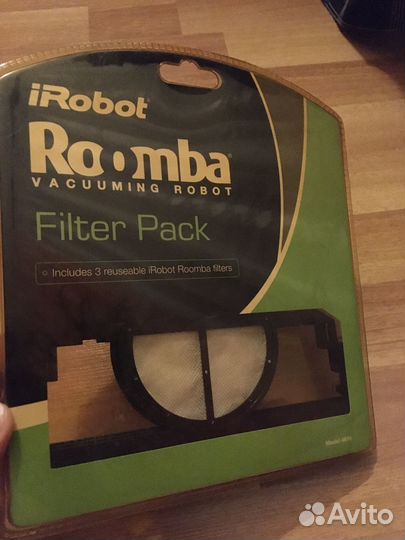 iRobot
Roomba
VACUUMING ROBOT
Filter Pack
Includes 3 reuseable iRobot Roomba filters
Avito